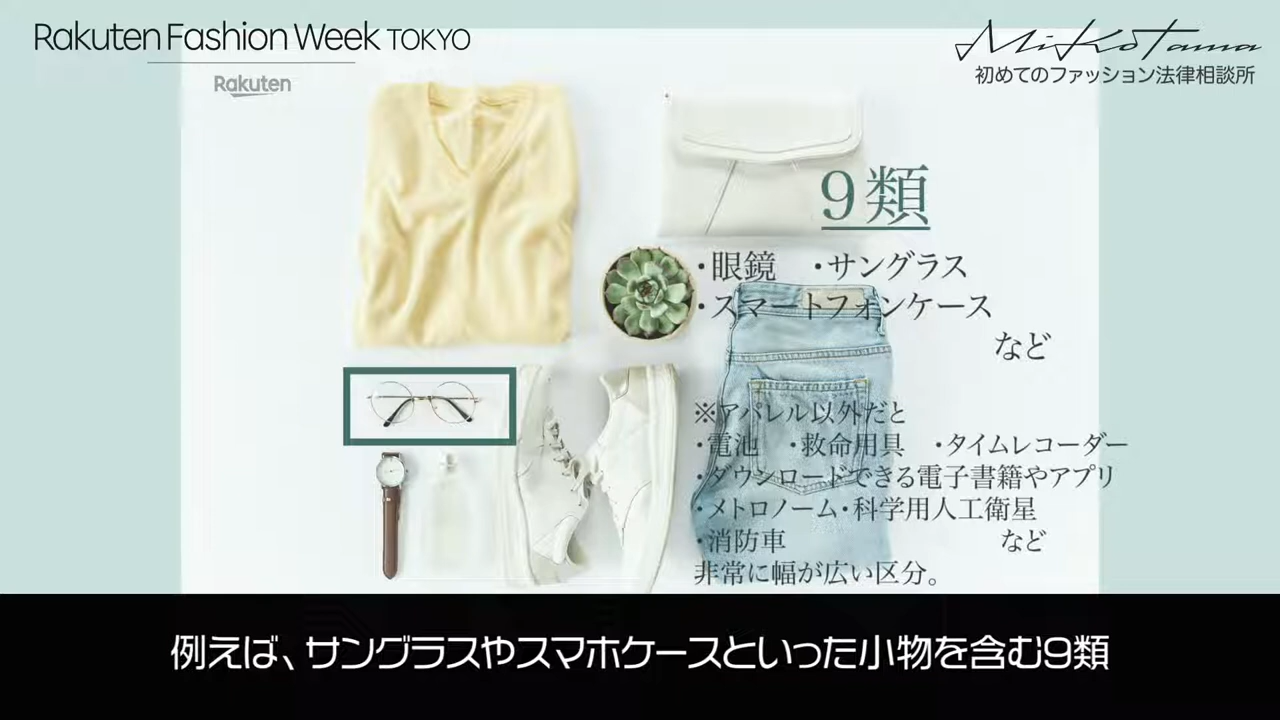 Rakuten Fashion Week TOKYO
Rakuten
MiKoTama
初めてのファッション法律相談所
9類
・眼鏡 ・サングラス
・スマートフォンケース
など
※アパレル以外だと
・電池 ・救命用具 ・タイムレコーダー
・ダウンロードできる電子書籍やアプリ
・メトロノーム・科学用人工衛星
・消防車 など
非常に幅が広い区分。
例えば、サングラスやスマホケースといった小物を含む9類